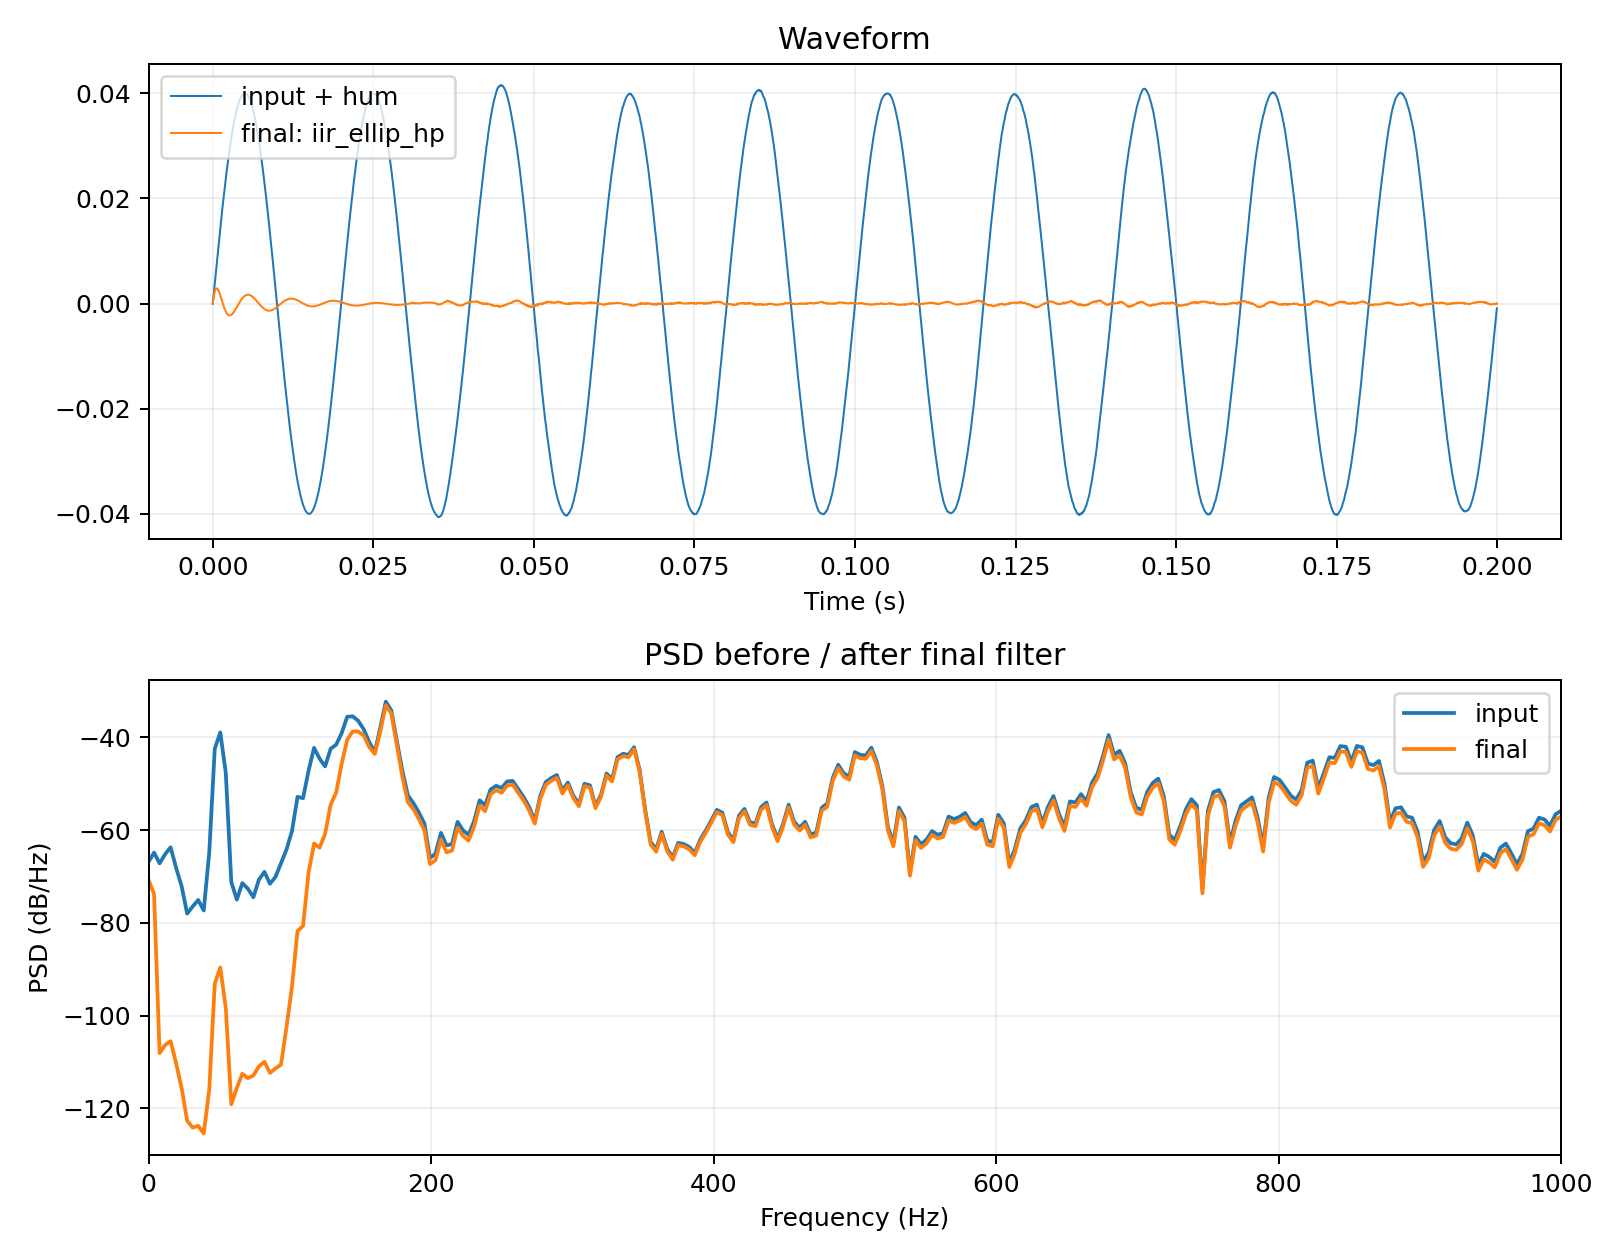 Waveform
input + hum
final: iir_ellip_hp
0.04
0.02
0.00
−0.02
−0.04
0.000 0.025 0.050 0.075 0.100 0.125 0.150 0.175 0.200
Time (s)
PSD before / after final filter
input
final
PSD (dB/Hz)
−40
−60
−80
−100
−120
0 200 400 600 800 1000
Frequency (Hz)